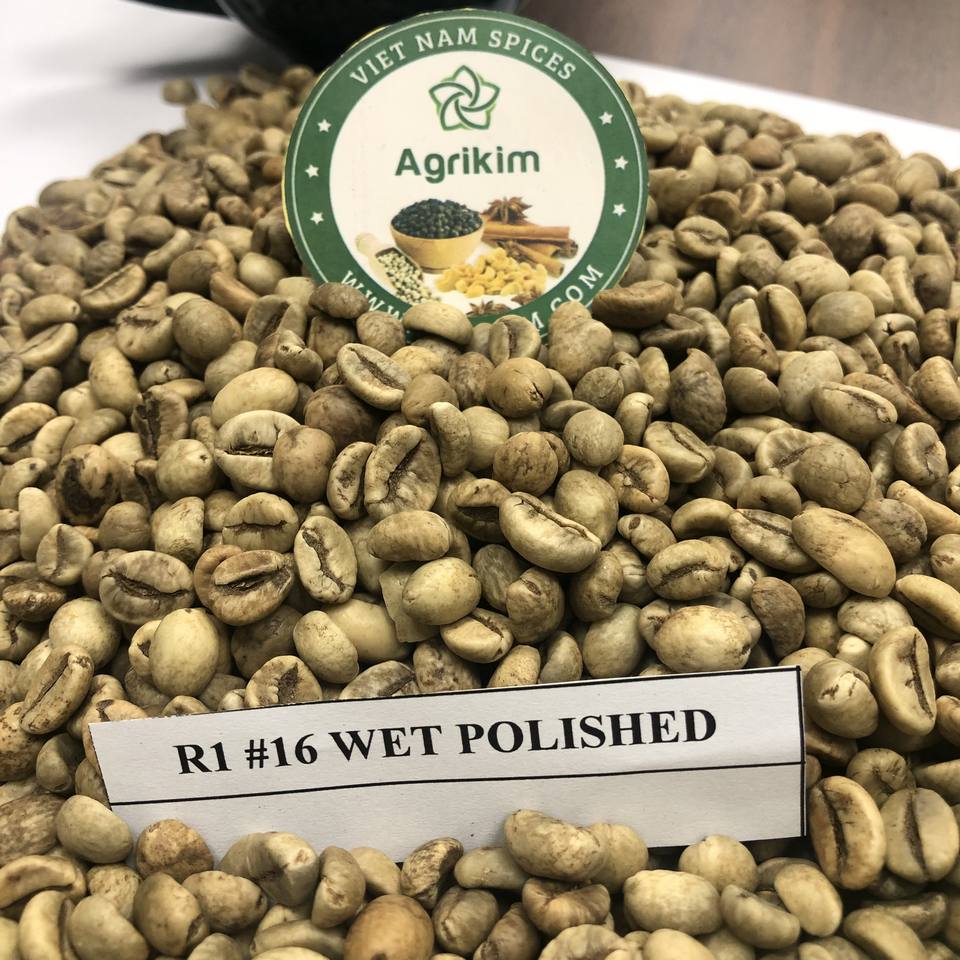 VIET NAM SPICES
Agrikim
R1 #16 WET POLISHED